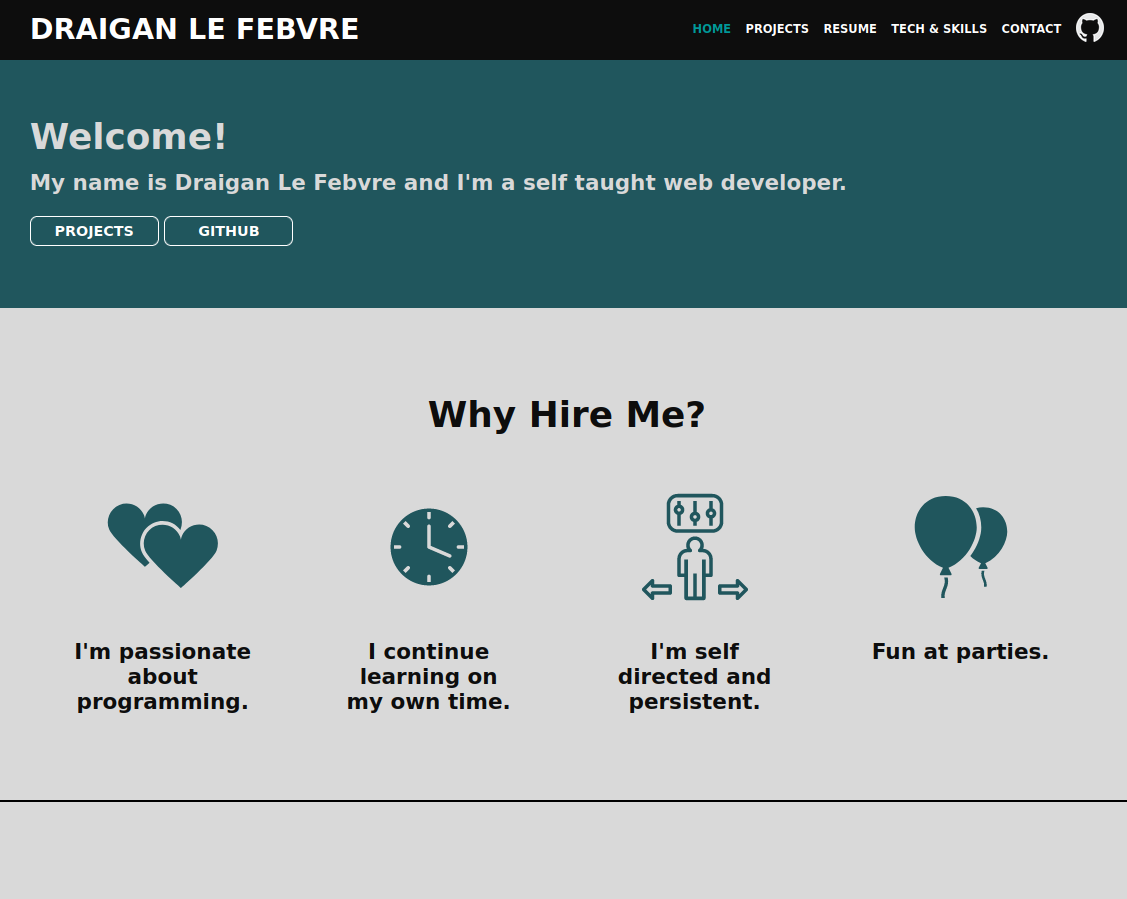 DRAIGAN LE FEBVRE
HOME PROJECTS RESUME TECH & SKILLS CONTACT
Welcome!
My name is Draigan Le Febvre and I'm a self taught web developer.
PROJECTS GITHUB
Why Hire Me?
I'm passionate
about
programming.
I continue
learning on
my own time.
I'm self
directed and
persistent.
Fun at parties.